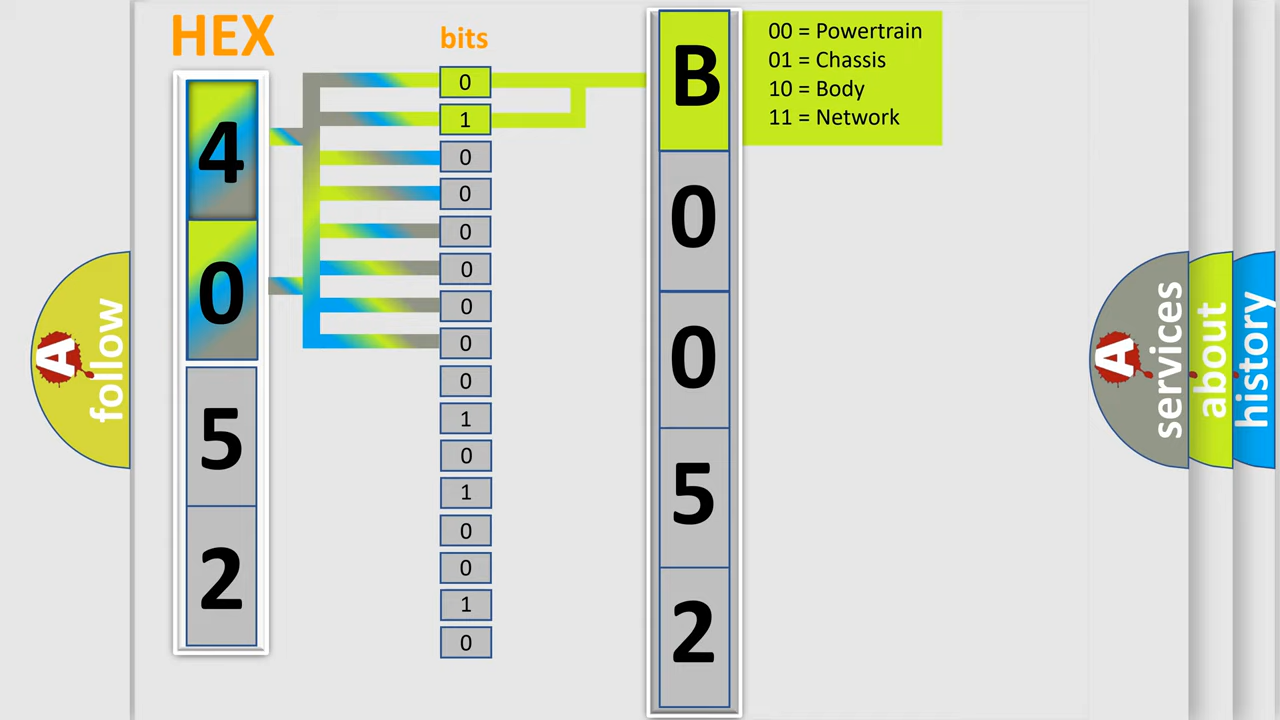 HEX
bits
4
0
5
2
0
1
0
0
0
0
0
0
0
1
0
1
0
0
1
0
B
0
0
5
2
00 = Powertrain
01 = Chassis
10 = Body
11 = Network
A
follow
A
services
about
history